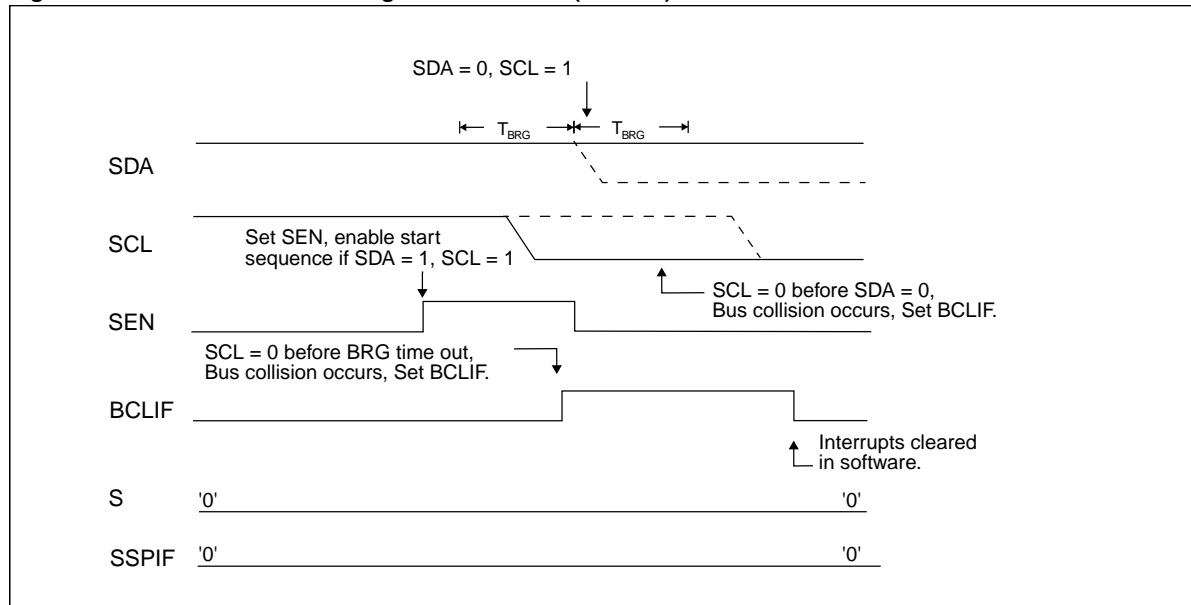 SDA = 0, SCL = 1
TBRG
TBRG
SDA
SCL
Set SEN, enable start
sequence if SDA = 1, SCL = 1
SCL = 0 before SDA = 0,
Bus collision occurs, Set BCLIF.
SEN
SCL = 0 before BRG time out,
Bus collision occurs, Set BCLIF.
BCLIF
Interrupts cleared
in software.
S
'0'
'0'
SSPIF
'0'
'0'